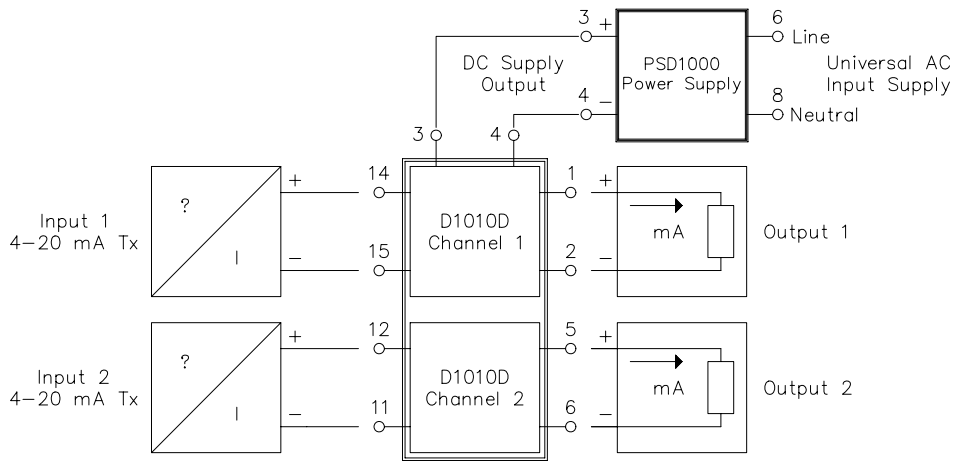 3 +
DC Supply
Output
4 −
PSD1000
Power Supply
6
Line
8
Neutral
Universal AC
Input Supply
3
4
Input 1
4−20 mA Tx
?
I
+
−
14
15
D1010D
Channel 1
1
2
+
−
mA
Output 1
Input 2
4−20 mA Tx
?
I
+
−
12
11
D1010D
Channel 2
5
6
+
−
mA
Output 2